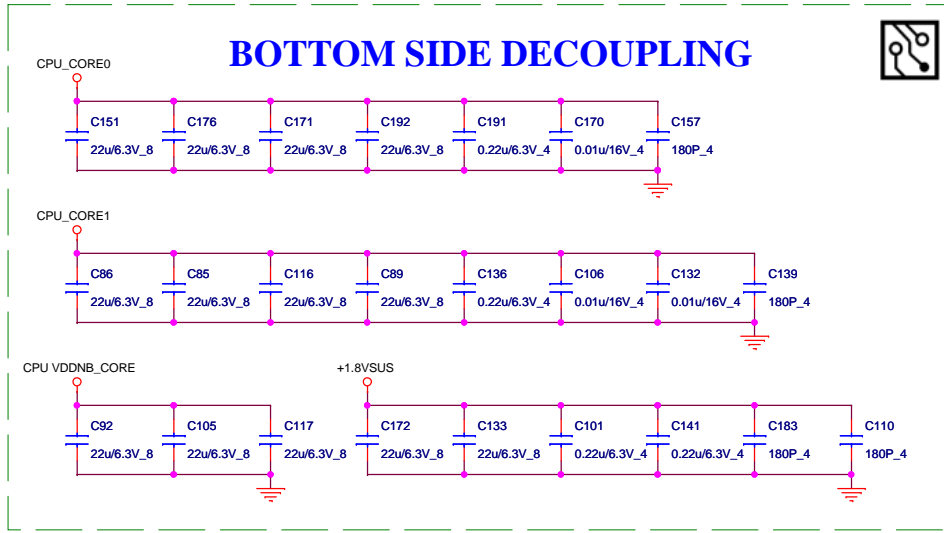 BOTTOM SIDE DECOUPLING
CPU_CORE0
C151 C176 C171 C192 C191 C170 C157
22u/6.3V_8 22u/6.3V_8 22u/6.3V_8 22u/6.3V_8 0.22u/6.3V_4 0.01u/16V_4 180P_4
CPU_CORE1
C86 C85 C116 C89 C136 C106 C132 C139
22u/6.3V_8 22u/6.3V_8 22u/6.3V_8 22u/6.3V_8 0.22u/6.3V_4 0.01u/16V_4 0.01u/16V_4 180P_4
CPU VDDNB_CORE +1.8VSUS
C92 C105 C117 C172 C133 C101 C141 C183 C110
22u/6.3V_8 22u/6.3V_8 22u/6.3V_8 22u/6.3V_8 22u/6.3V_8 0.22u/6.3V_4 0.22u/6.3V_4 180P_4 180P_4